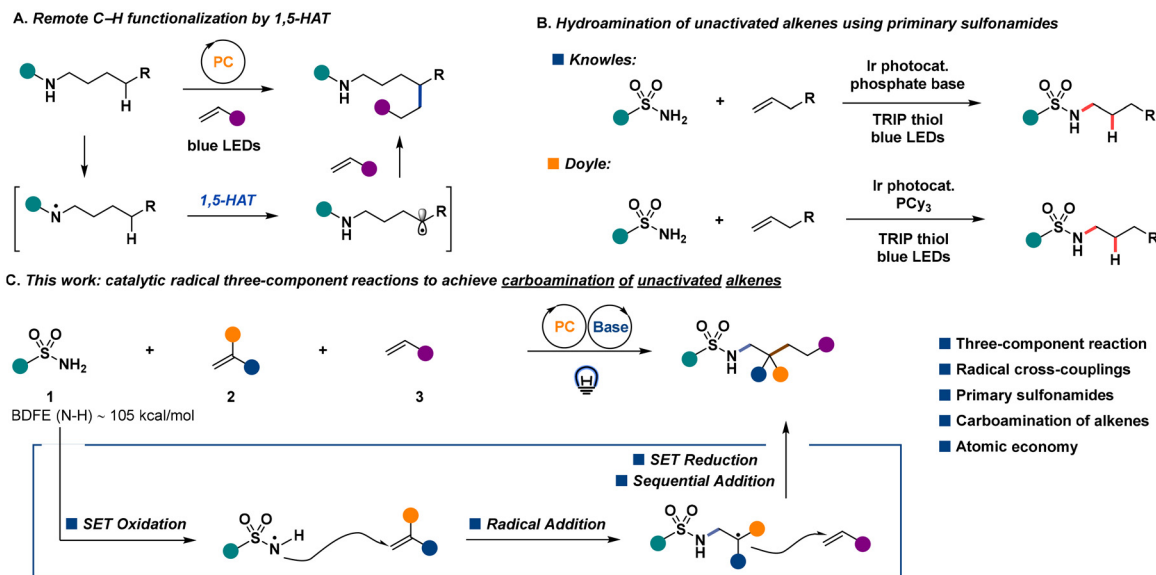 A. Remote C–H functionalization by 1,5-HAT
N
H
R
H
PC
blue LEDs
N
H
R
N
R
H
1,5-HAT
N
H
R
B. Hydroamination of unactivated alkenes using priminary sulfonamides
Knowles:
O O
S
NH2
+
R
Ir photocat.
phosphate base
TRIP thiol
blue LEDs
O O
S
N
H
H
R
Doyle:
O O
S
NH2
+
R
Ir photocat.
PCy3
TRIP thiol
blue LEDs
O O
S
N
H
H
R
C. This work: catalytic radical three-component reactions to achieve carboamination of unactivated alkenes
O O
S
NH2
1
+
2
+
3
PC
Base
H
O O
S
N
H
BDFE (N-H) ~ 105 kcal/mol
Three-component reaction
Radical cross-couplings
Primary sulfonamides
Carboamination of alkenes
Atomic economy
SET Reduction
Sequential Addition
SET Oxidation
O O
S
N
H
Radical Addition
O O
S
N
H